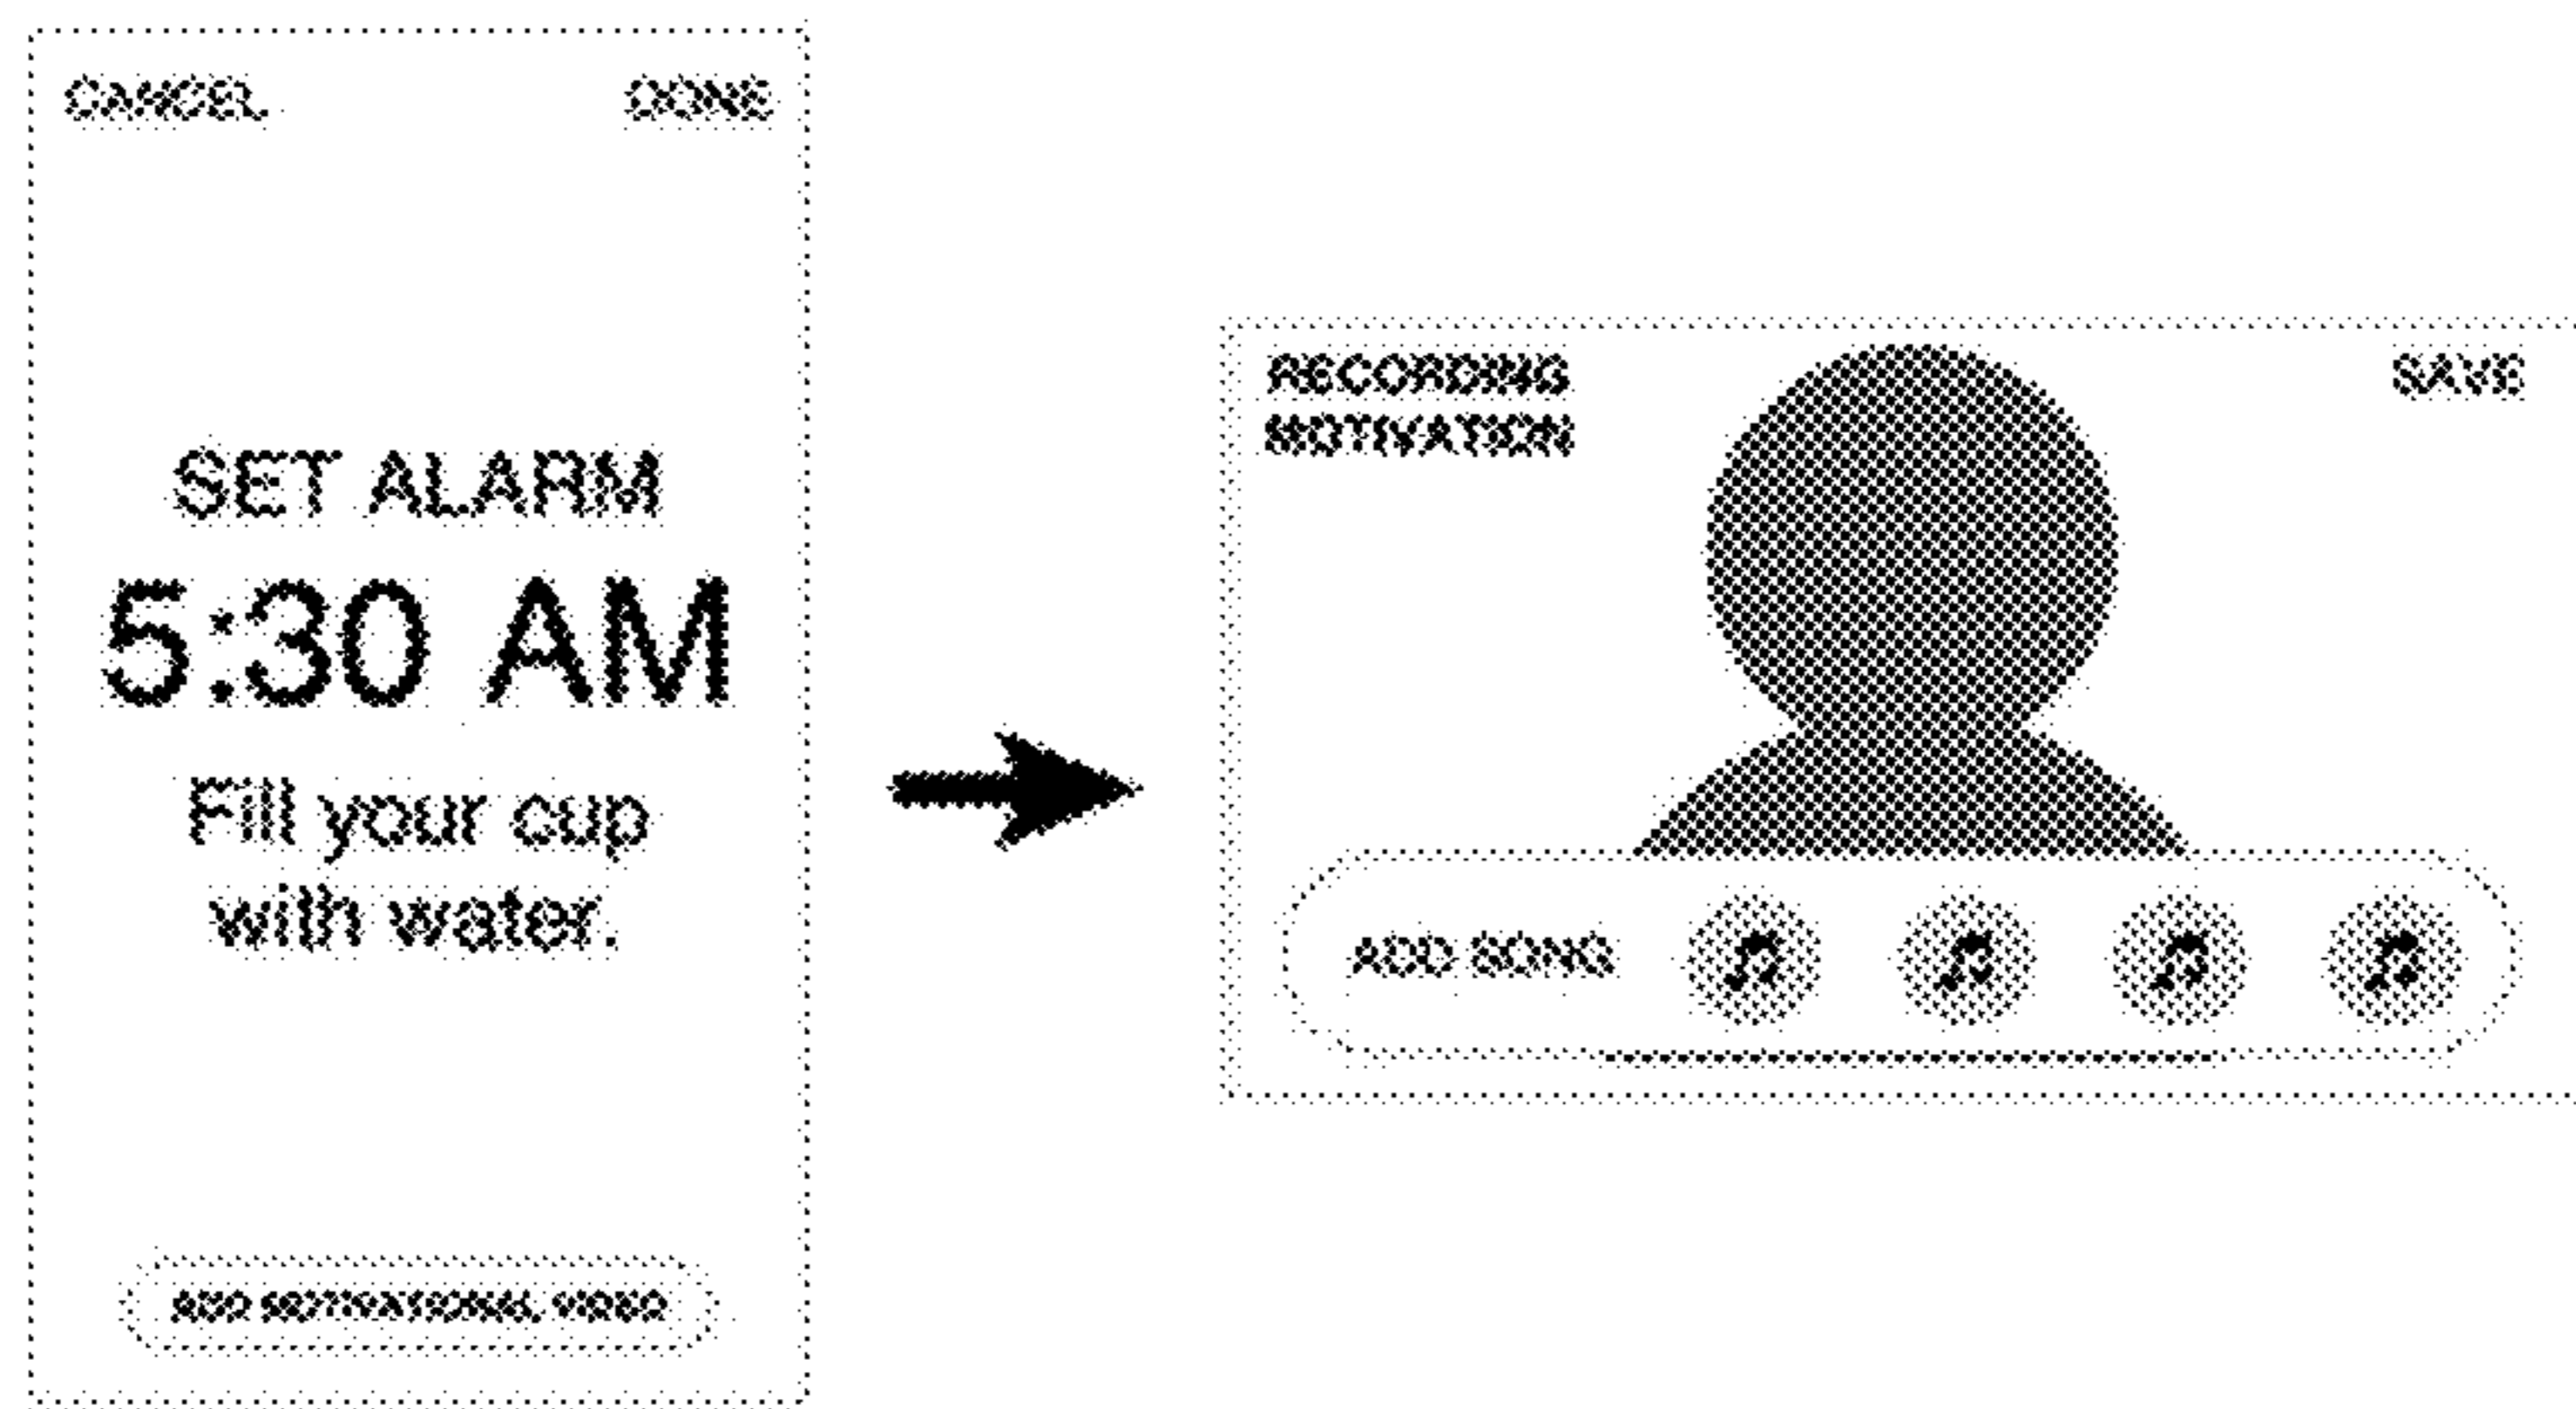 CANCEL
DONE
SET ALARM
5:30 AM
Fill your cup
with water.
ADD MOTIVATIONAL VIDEO
RECORDING
MOTIVATION
SAVE
ADD SONG